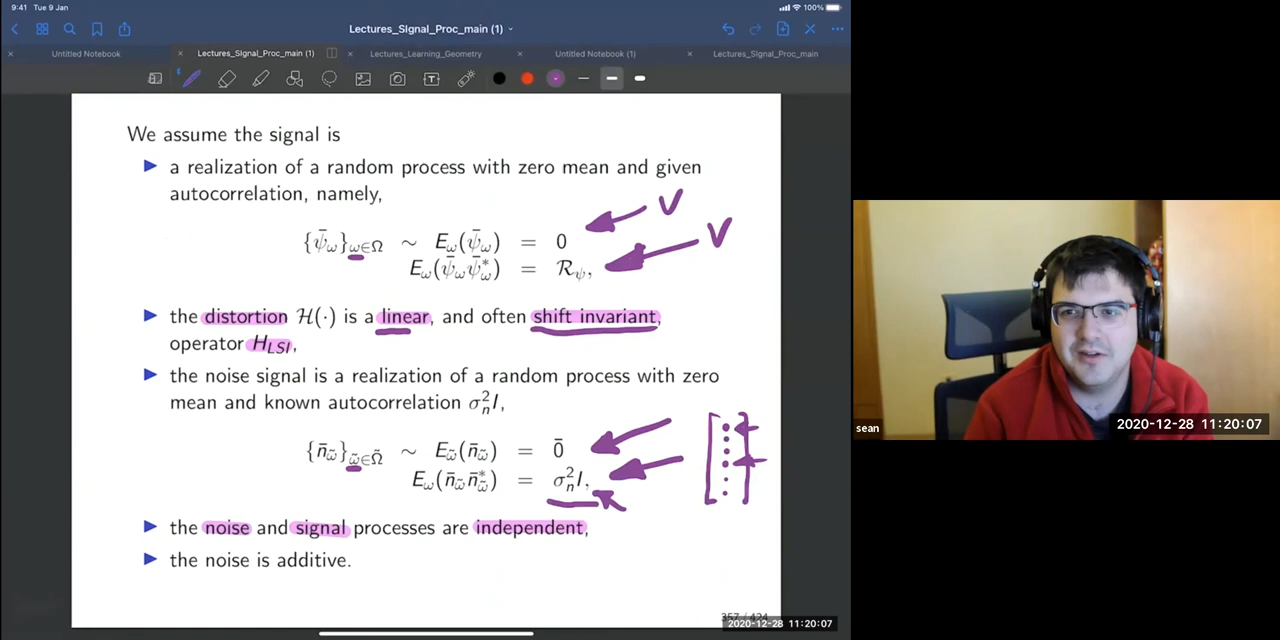 9:41 Tue 9 Jan
100%
Lectures_SIgnal_Proc_main (1)
Untitled Notebook
Lectures_SIgnal_Proc_main (1)
Lectures_Learning_Geometry
Untitled Notebook (1)
Lectures_SIgnal_Proc_main
We assume the signal is
a realization of a random process with zero mean and given
autocorrelation, namely,
{ψ̄_ω}_{ω∈Ω} ∼ E_ω(ψ̄_ω) = 0
E_ω(ψ̄_ω ψ̄*_ω) = R_ψ,
the distortion H(·) is a linear, and often shift invariant,
operator H_{LSI},
the noise signal is a realization of a random process with zero
mean and known autocorrelation σ²_n I,
{n̄_ω̃}_{ω̃∈Ω̃} ∼ E_ω̃(n̄_ω̃) = 0̄
E_ω(n̄_ω̃ n̄*_ω̃) = σ²_n I,
the noise and signal processes are independent,
the noise is additive.
357 / 424
2020-12-28 11:20:07
sean
2020-12-28 11:20:07